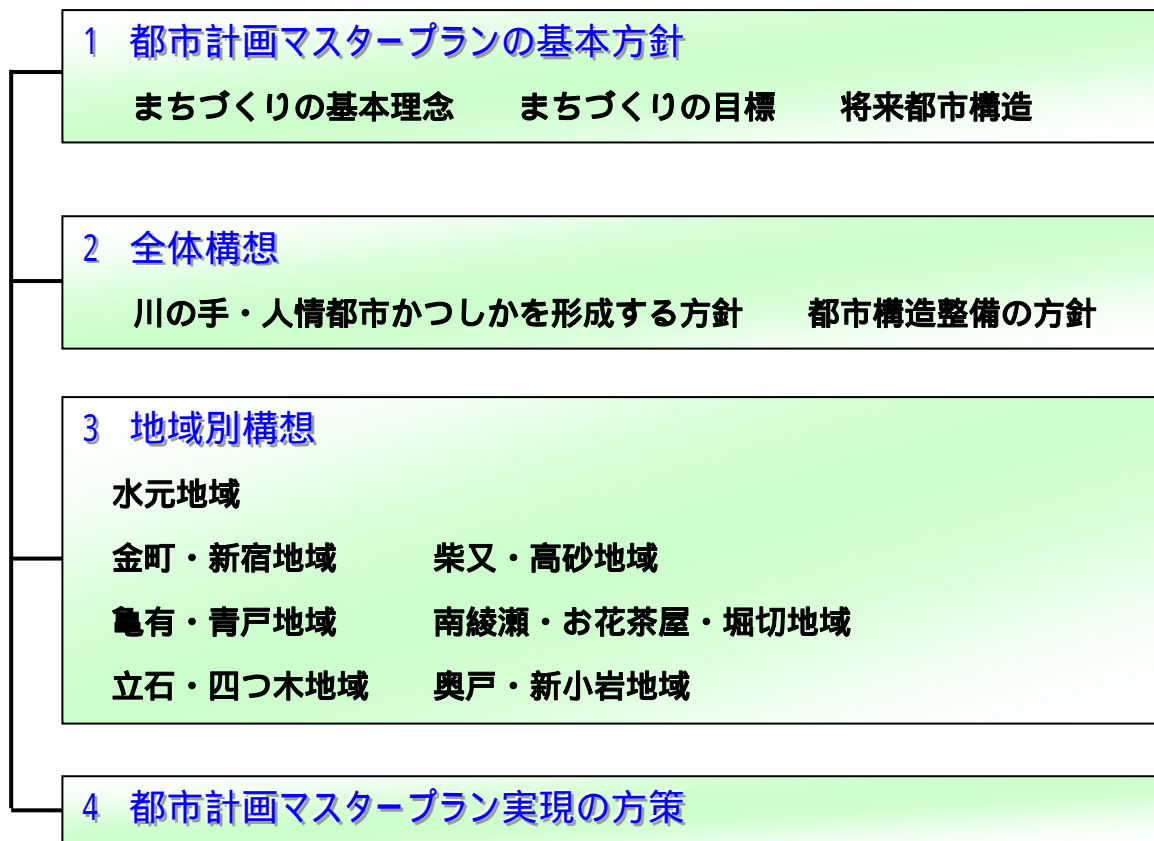 1 都市計画マスタープランの基本方針
まちづくりの基本理念　まちづくりの目標　将来都市構造
2 全体構想
川の手・人情都市かつしかを形成する方針　都市構造整備の方針
3 地域別構想
水元地域
金町・新宿地域　柴又・高砂地域
亀有・青戸地域　南綾瀬・お花茶屋・堀切地域
立石・四つ木地域　奥戸・新小岩地域
4 都市計画マスタープラン実現の方策